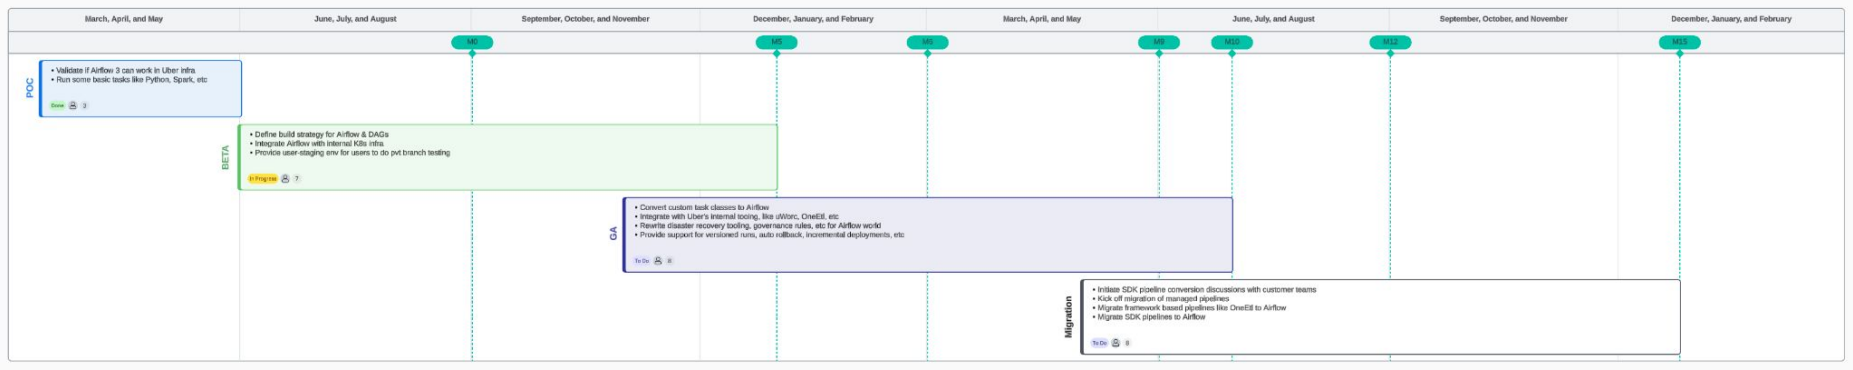 March, April, and May
June, July, and August
September, October, and November
December, January, and February
March, April, and May
June, July, and August
September, October, and November
December, January, and February
M0
M5
M6
M9
M10
M12
M15
POC
• Validate if Airflow 3 can work in Uber infra
• Run some basic tasks like Python, Spark, etc
Done 3
BETA
• Define build strategy for Airflow & DAGs
• Integrate Airflow with internal K8s infra
• Provide user-staging env for users to do pvt branch testing
In Progress 7
GA
• Convert custom task classes to Airflow
• Integrate with Uber's internal tooing, like uWorc, OneEtl, etc
• Rewrite disaster recovery tooling, governance rules, etc for Airflow world
• Provide support for versioned runs, auto rollback, incremental deployments, etc
To Do 8
Migration
• Initiate SDK pipeline conversion discussions with customer teams
• Kick off migration of managed pipelines
• Migrate framework based pipelines like OneEtl to Airflow
• Migrate SDK pipelines to Airflow
To Do 8